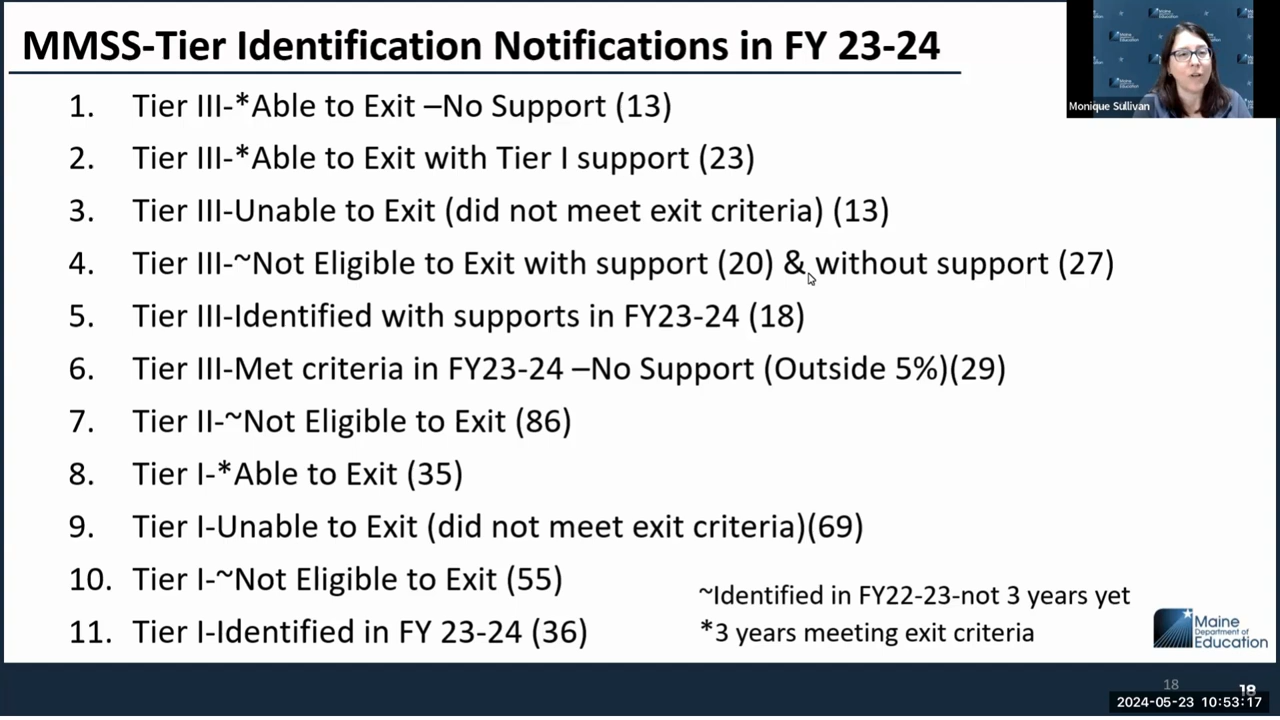 MMSS-Tier Identification Notifications in FY 23-24
Monique Sullivan
1. Tier III-*Able to Exit –No Support (13)
2. Tier III-*Able to Exit with Tier I support (23)
3. Tier III-Unable to Exit (did not meet exit criteria) (13)
4. Tier III-~Not Eligible to Exit with support (20) & without support (27)
5. Tier III-Identified with supports in FY23-24 (18)
6. Tier III-Met criteria in FY23-24 –No Support (Outside 5%)(29)
7. Tier II-~Not Eligible to Exit (86)
8. Tier I-*Able to Exit (35)
9. Tier I-Unable to Exit (did not meet exit criteria)(69)
10. Tier I-~Not Eligible to Exit (55)
11. Tier I-Identified in FY 23-24 (36)
~Identified in FY22-23-not 3 years yet
*3 years meeting exit criteria
Maine
Department of
Education
18
18
2024-05-23 10:53:17